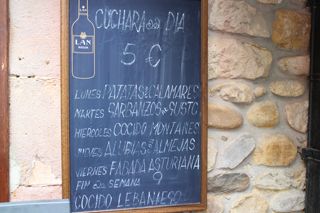 CUCHARA DEL DIA
LAN
5 €
LUNES PATATAS C CALAMARES
MARTES GARBANZOS SUSTO
MIERCOLES COCIDO MONTAÑES
JUEVES ALUBIAS ALMEJAS
VIERNES FABADA ASTURIANA
FIN DE SEMANA 9
COCIDO LEBANIEGO